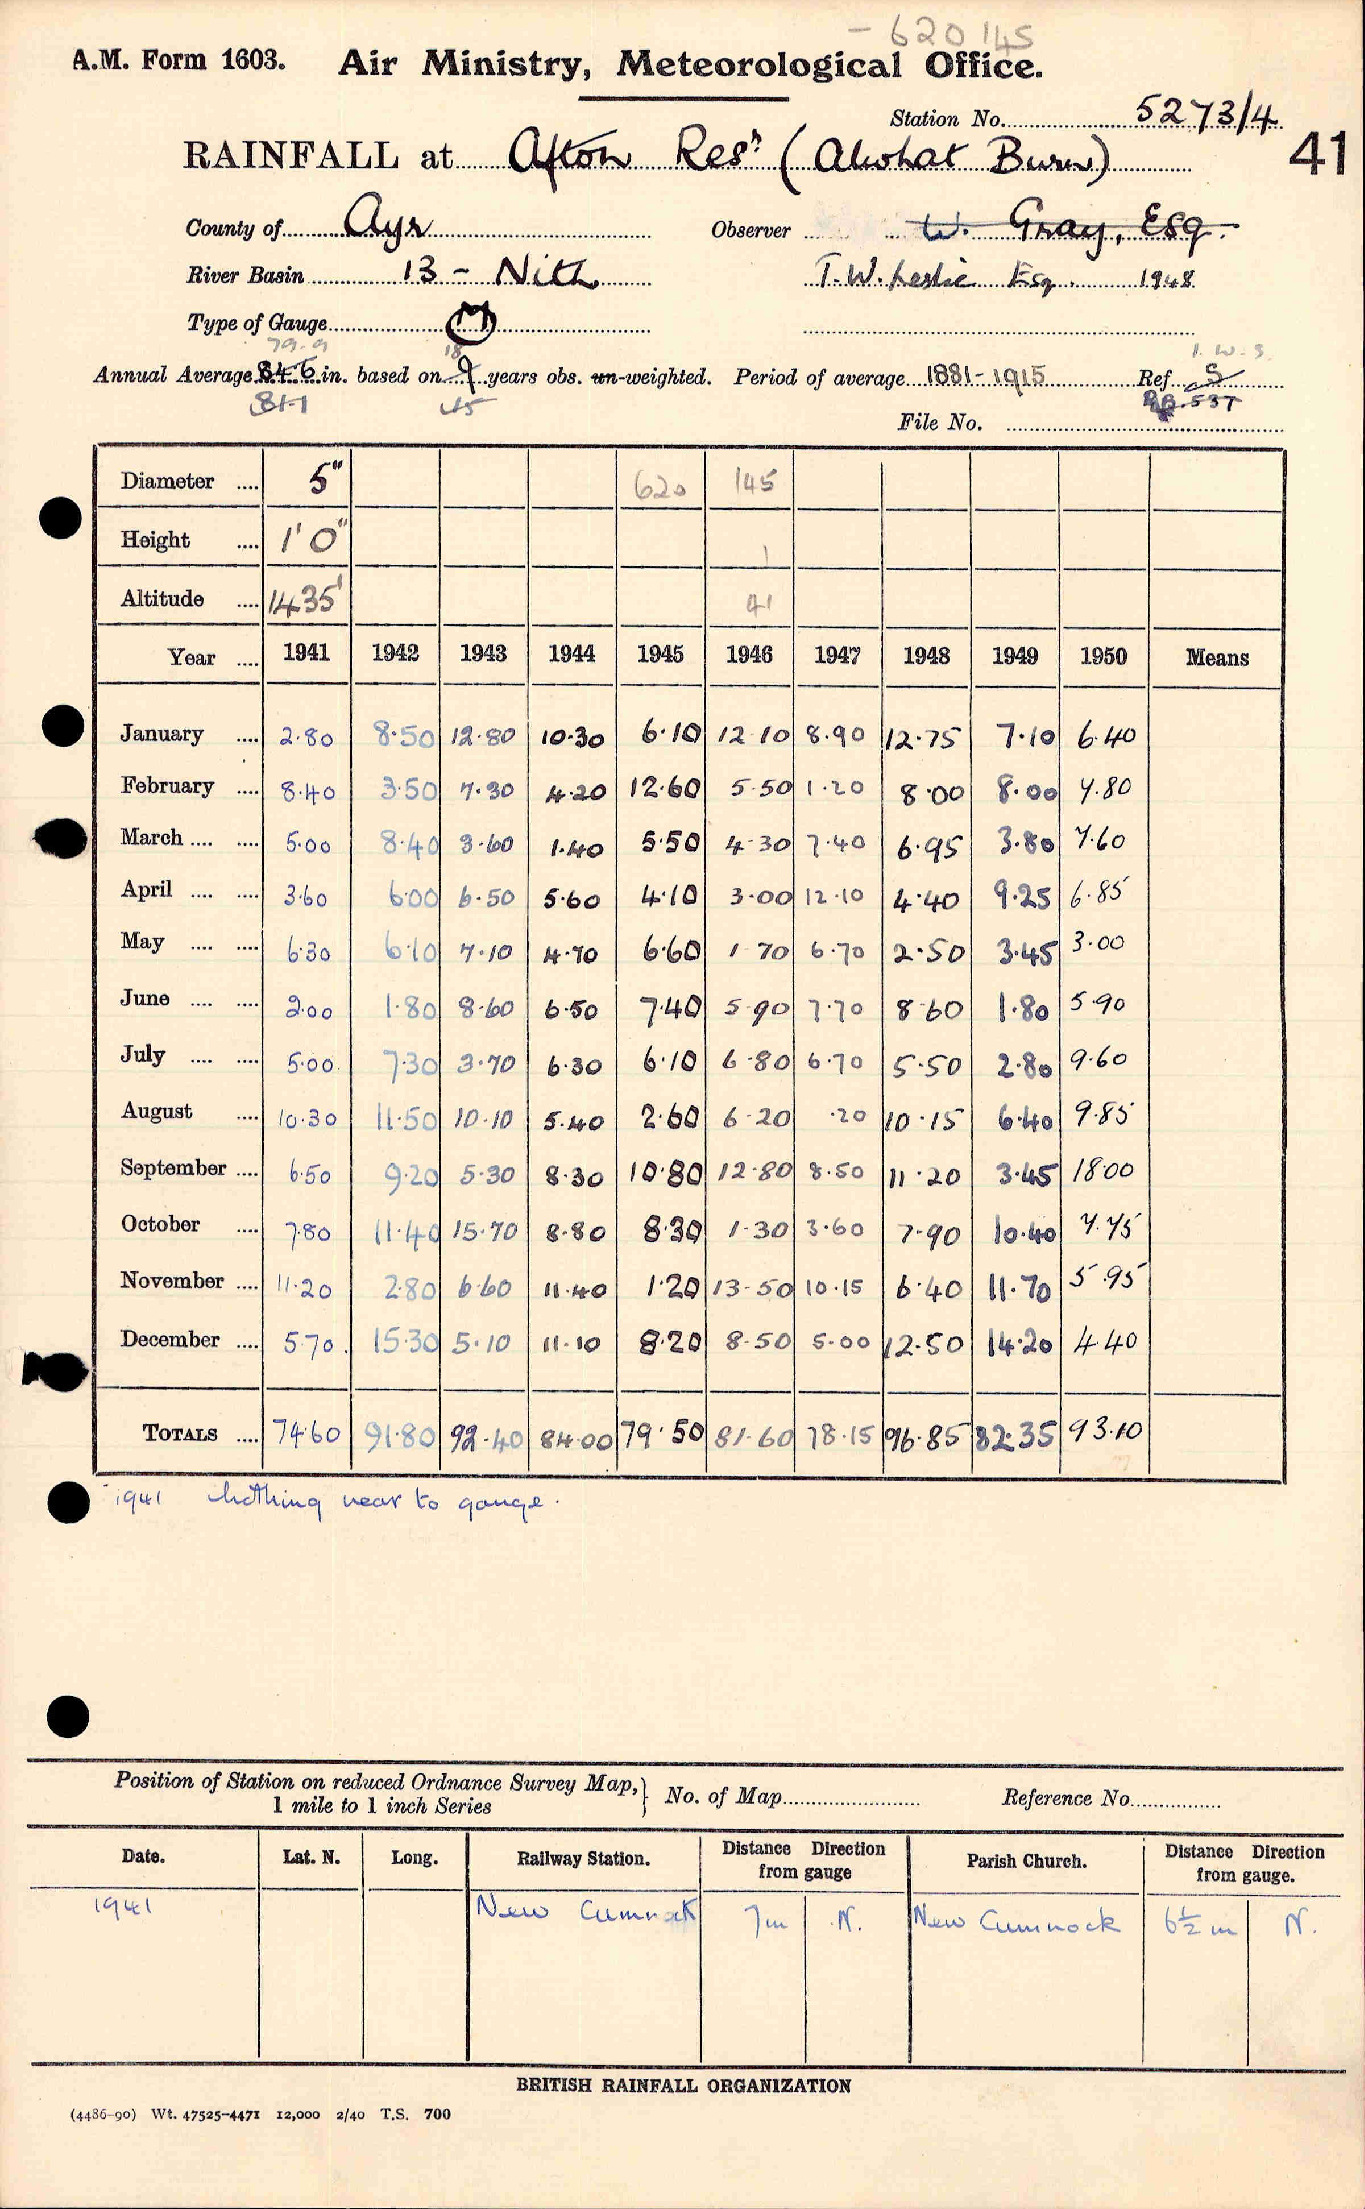 - 620145
A.M. Form 1603. Air Ministry, Meteorological Office.
Station No. 5273/4
RAINFALL at Afton Resr (Alwhat Burn) 41
County of Ayr Observer W. Gray, Esq.
River Basin 13 - Nith T.W. Leslie Esq. 1948
Type of Gauge M
79.9 18 1. W. 3.
Annual Average 84.6 in. based on 9 years obs. un-weighted. Period of average 1881-1915 Ref. S
81.1 15 537
File No.
Diameter .... 5" 620 145
Height .... 1' 0" 1
Altitude .... 1435' 41
Year .... 1941 1942 1943 1944 1945 1946 1947 1948 1949 1950 Means
January .... 2.80 8.50 12.80 10.30 6.10 12.10 8.90 12.75 7.10 6.40
February .... 8.40 3.50 7.30 4.20 12.60 5.50 1.20 8.00 8.00 7.80
March .... .... 5.00 8.40 3.60 1.40 5.50 4.30 7.40 6.95 3.80 7.60
April .... .... 3.60 6.00 6.50 5.60 4.10 3.00 12.10 4.40 9.25 6.85
May .... .... 6.30 6.10 7.10 4.70 6.60 1.70 6.70 2.50 3.45 3.00
June .... .... 2.00 1.80 8.60 6.50 7.40 5.90 7.70 8.60 1.80 5.90
July .... .... 5.00 7.30 3.70 6.30 6.10 6.80 6.70 5.50 2.80 9.60
August .... 10.30 11.50 10.10 5.40 2.60 6.20 .20 10.15 6.40 9.85
September .... 6.50 9.20 5.30 8.30 10.80 12.80 8.50 11.20 3.45 18.00
October .... 7.80 11.40 15.70 8.80 8.30 1.30 3.60 7.90 10.40 7.75
November .... 11.20 2.80 6.60 11.40 1.20 13.50 10.15 6.40 11.70 5.95
December .... 5.70 15.30 5.10 11.10 8.20 8.50 5.00 12.50 14.20 4.40
TOTALS .... 74.60 91.80 92.40 84.00 79.50 81.60 78.15 96.85 82.35 93.10
1941 Nothing near to gauge.
Position of Station on reduced Ordnance Survey Map, No. of Map Reference No.
1 mile to 1 inch Series
Date. Lat. N. Long. Railway Station. Distance Direction from gauge Parish Church. Distance Direction from gauge.
1941 New Cumnock 7m N. New Cumnock 6½ m N.
BRITISH RAINFALL ORGANIZATION
(4486-90) Wt. 47525-4471 12,000 2/40 T.S. 700